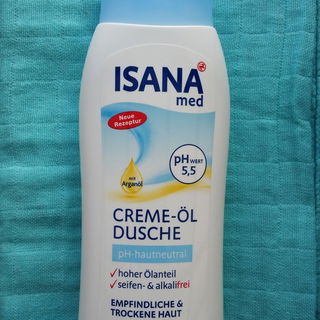 ISANA
med
Neue
Rezeptur
pH WERT
5,5
mit
Arganöl
CREME-ÖL
DUSCHE
pH-hautneutral
✓ hoher Ölanteil
✓ seifen- & alkalifrei
EMPFINDLICHE &
TROCKENE HAUT